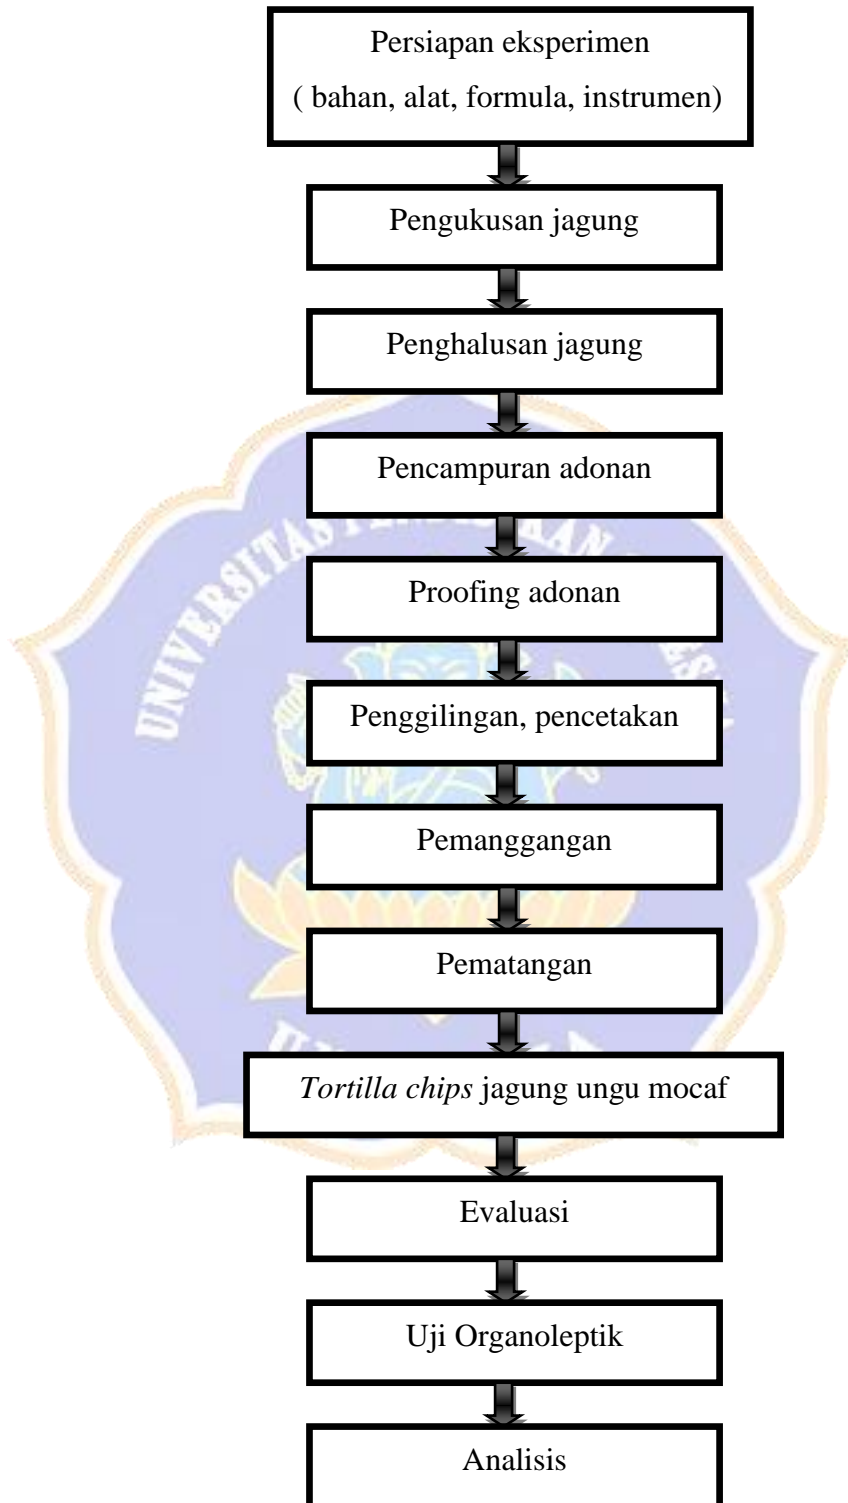 Persiapan eksperimen
( bahan, alat, formula, instrumen)
Pengukusan jagung
Penghalusan jagung
Pencampuran adonan
UNIVERSITAS
Proofing adonan
Penggilingan, pencetakan
Pemanggangan
Pematangan
Tortilla chips jagung ungu mocaf
Evaluasi
Uji Organoleptik
Analisis